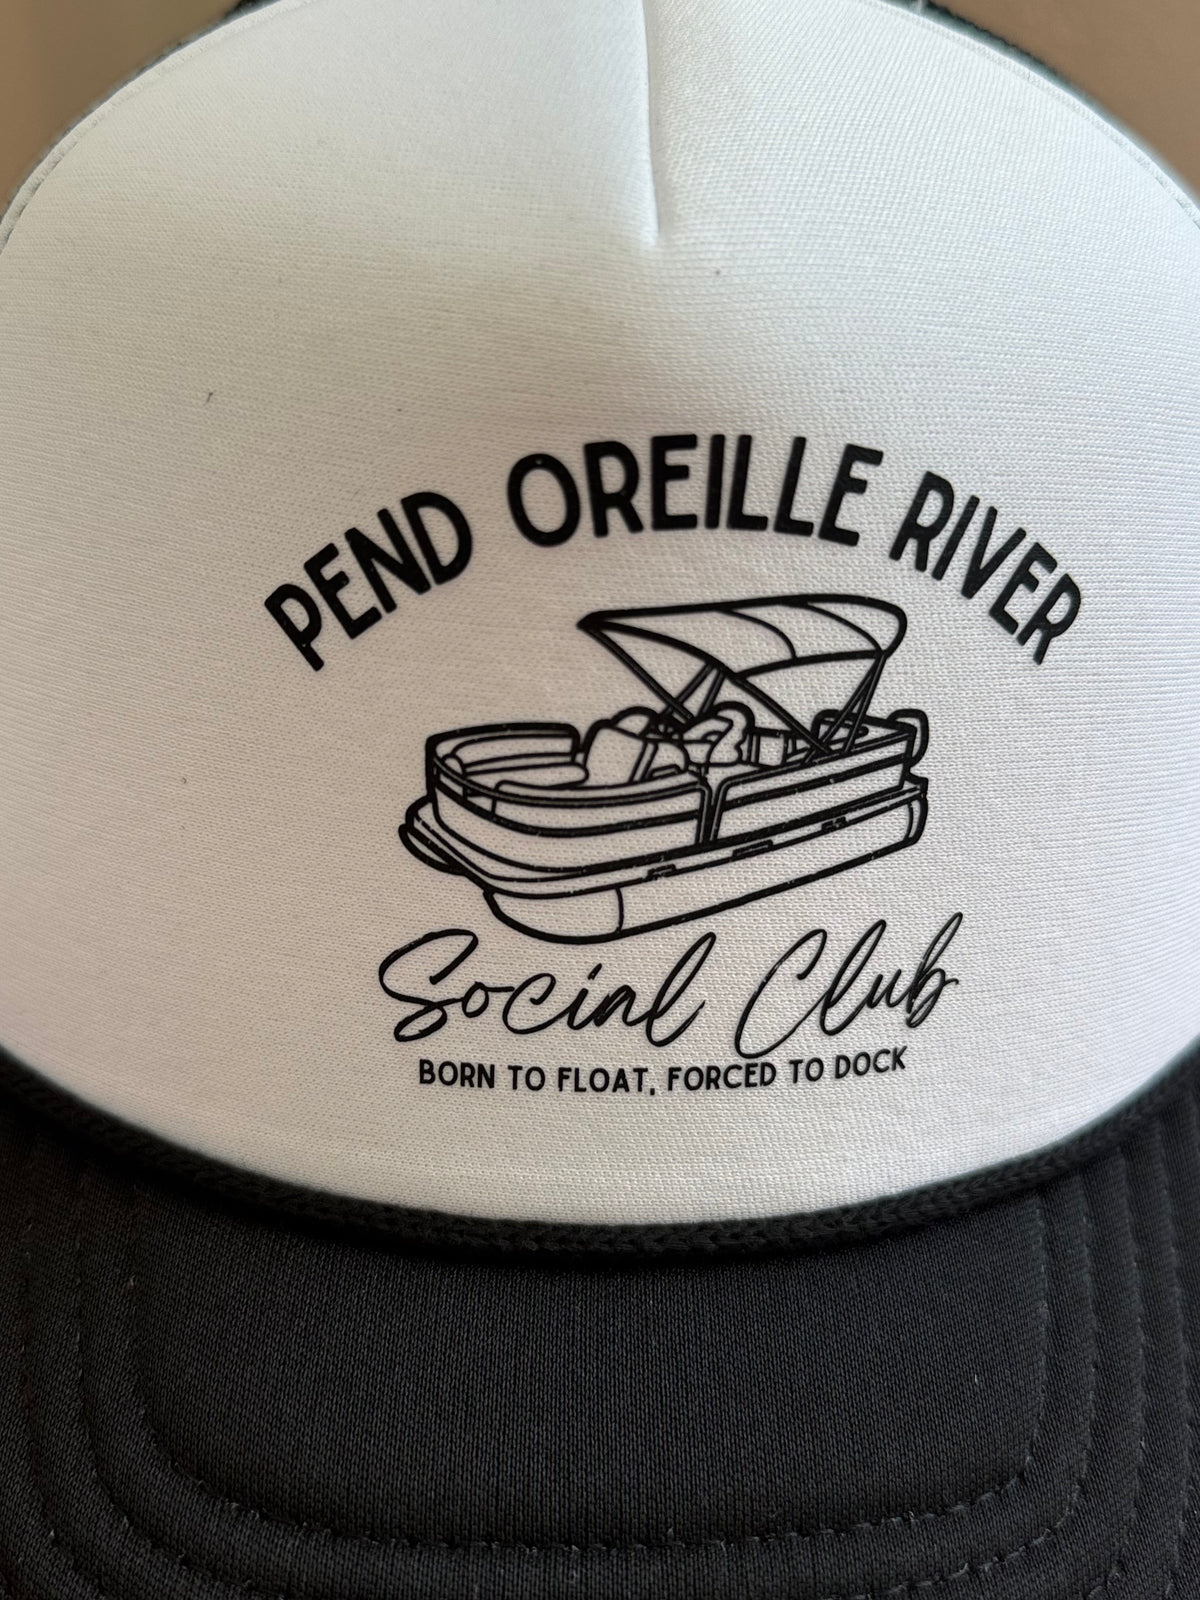 PEND OREILLE RIVER
Social Club
BORN TO FLOAT, FORCED TO DOCK